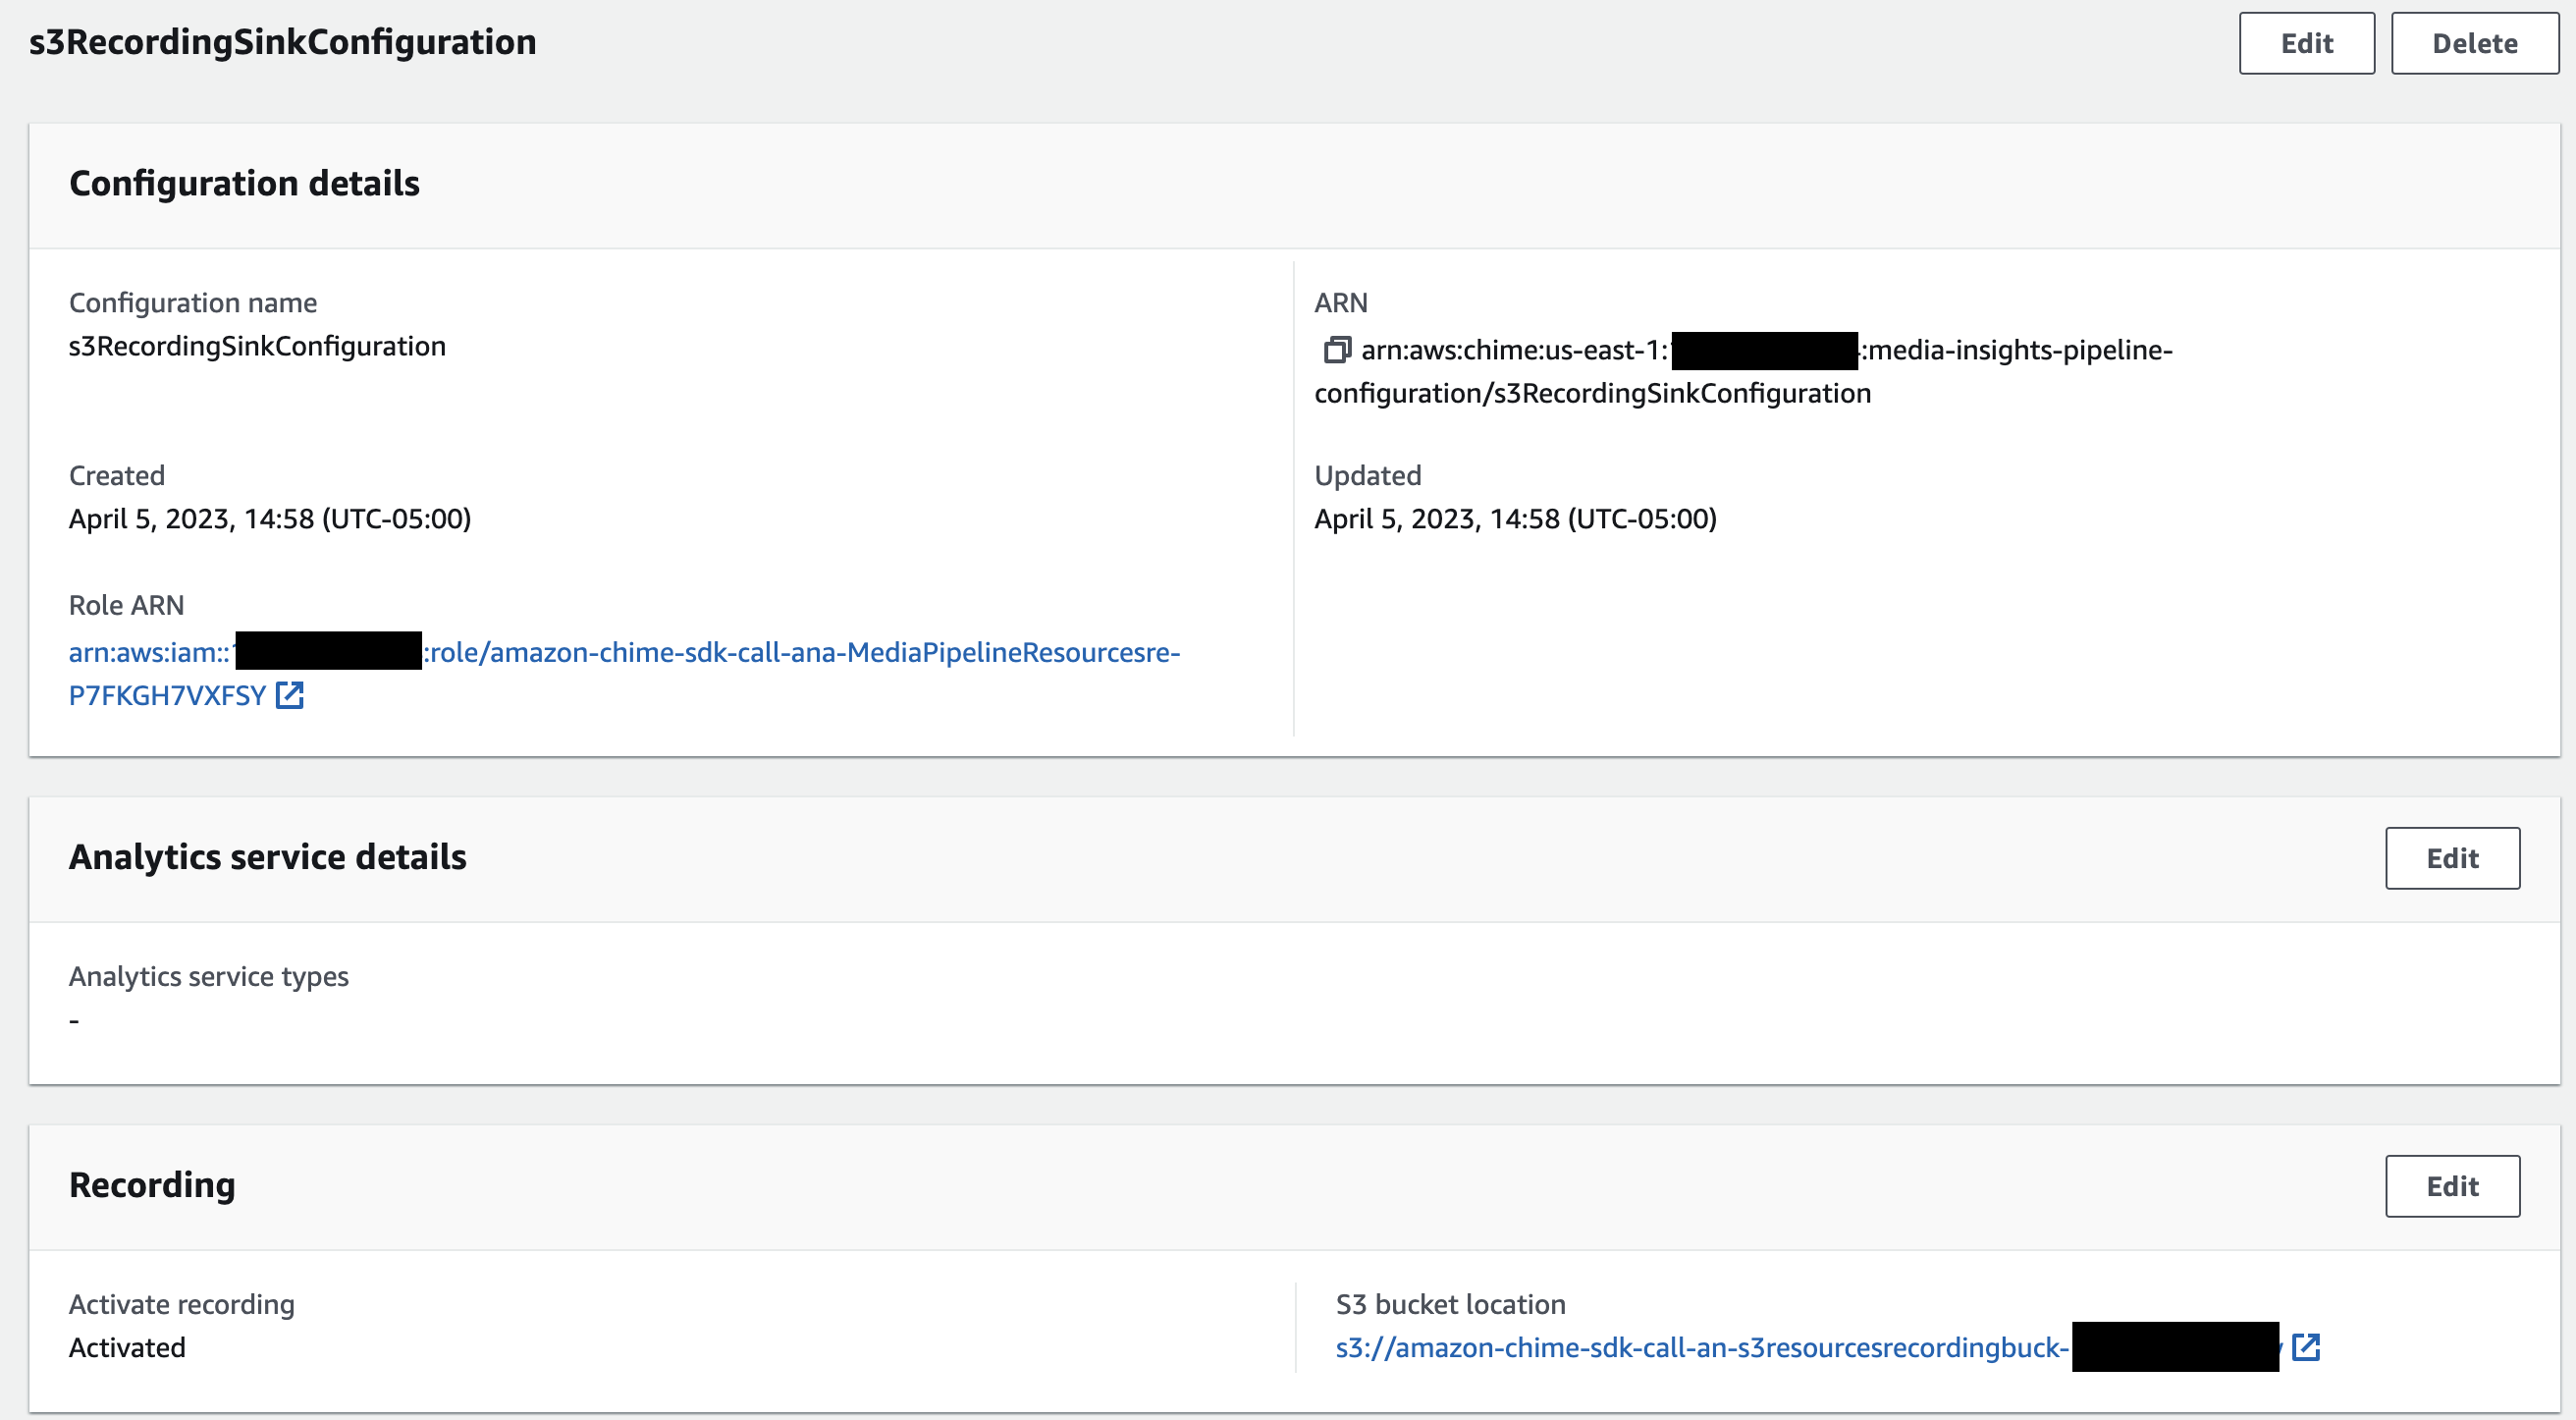 s3RecordingSinkConfiguration
Edit
Delete
Configuration details
Configuration name
s3RecordingSinkConfiguration
ARN
arn:aws:chime:us-east-1: :media-insights-pipeline-
configuration/s3RecordingSinkConfiguration
Created
April 5, 2023, 14:58 (UTC-05:00)
Updated
April 5, 2023, 14:58 (UTC-05:00)
Role ARN
arn:aws:iam:: :role/amazon-chime-sdk-call-ana-MediaPipelineResourcesre-
P7FKGH7VXFSY
Analytics service details
Edit
Analytics service types
-
Recording
Edit
Activate recording
Activated
S3 bucket location
s3://amazon-chime-sdk-call-an-s3resourcesrecordingbuck-